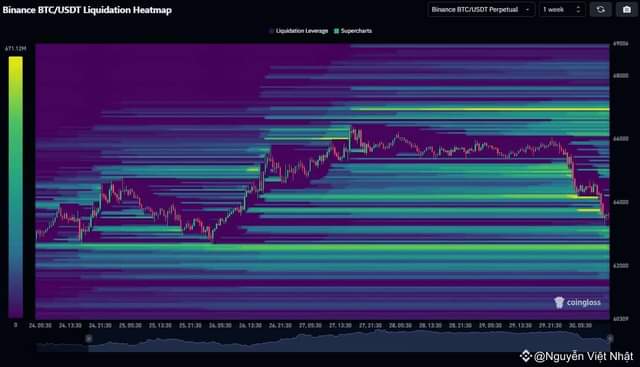 Binance BTC/USDT Liquidation Heatmap
Binance BTC/USDT Perpetual
1 week
Liquidation Leverage
Supercharts
671.12M
69006
66000
64000
62000
60309
0
24, 05:30 24, 13:30 24, 21:30 25, 05:30 25, 13:30 25, 21:30 26, 05:30 26, 13:30 26, 21:30 27, 05:30 27, 13:30 27, 21:30 28, 05:30 28, 13:30 28, 21:30 29, 05:30 29, 13:30 29, 21:30 30, 05:30
coinglass
@Nguyễn Việt Nhật